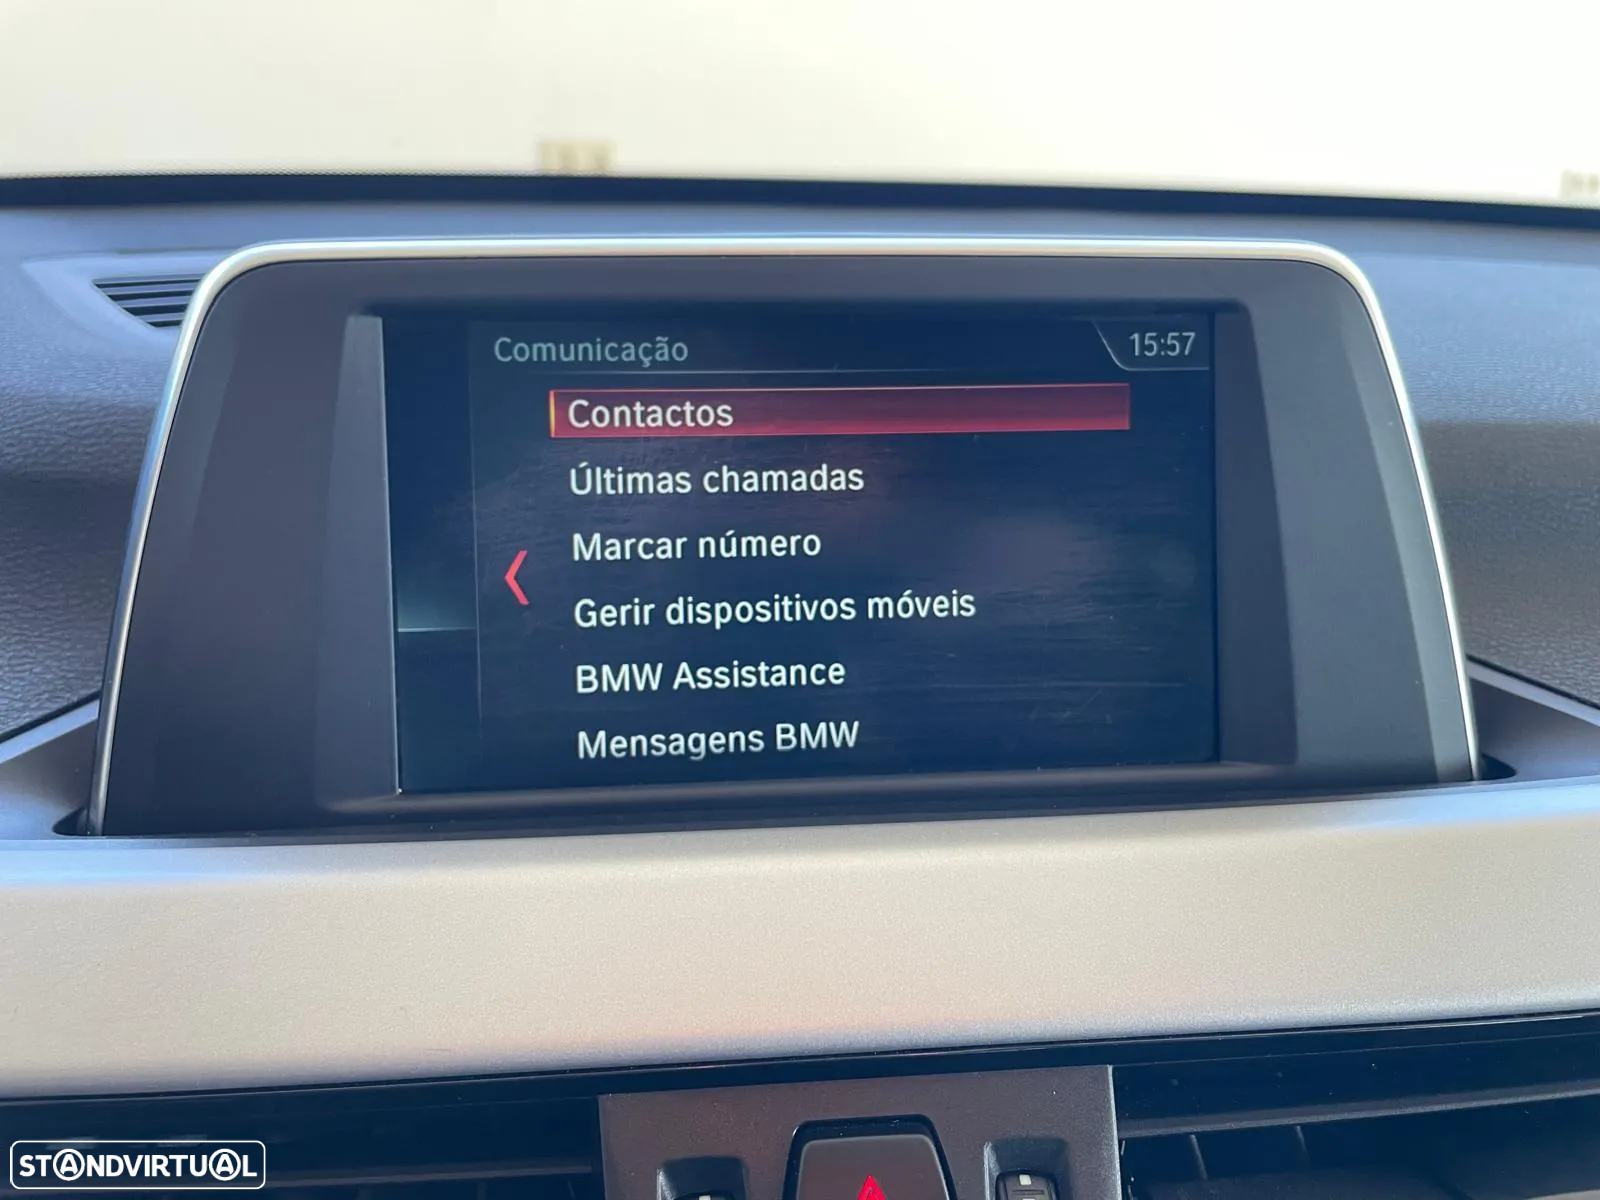 Comunicação
15:57
Contactos
Últimas chamadas
Marcar número
Gerir dispositivos móveis
BMW Assistance
Mensagens BMW
STANDVIRTUAL